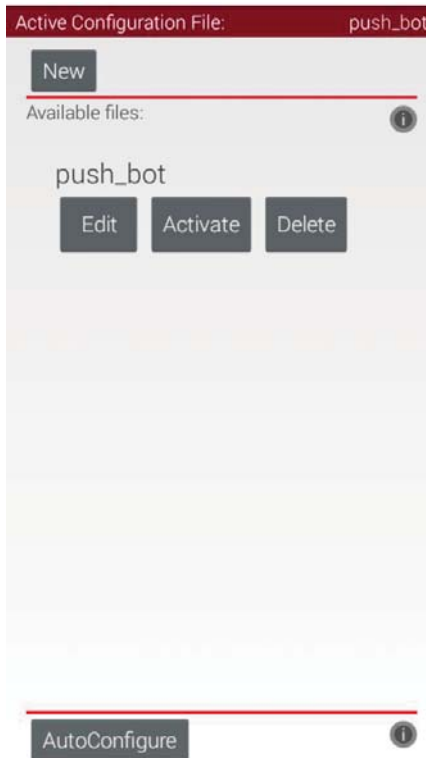 Active Configuration File: push_bot
New
Available files:
push_bot
Edit Activate Delete
AutoConfigure